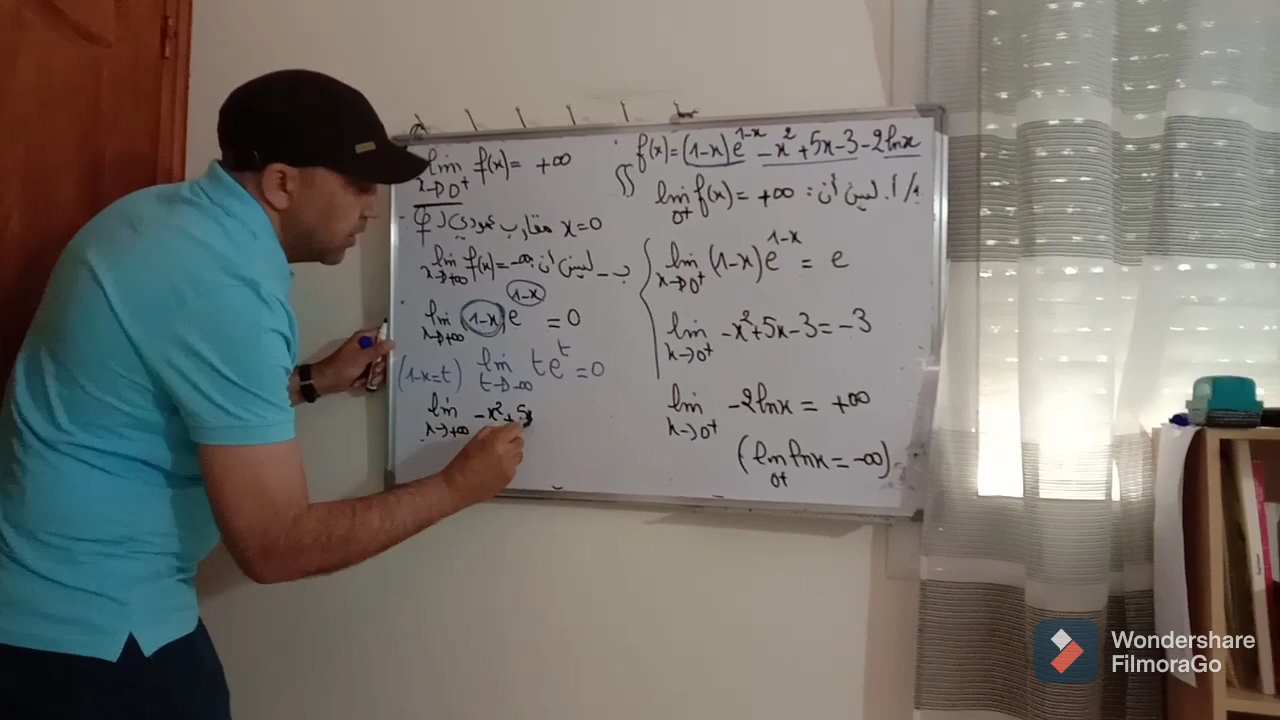 f(x) = (1-x)e^{1-x} - x² + 5x - 3 - 2lnx
1/أ. لنبين أن : lim_{0⁺} f(x) = +∞
lim_{x→0⁺} (1-x)e^{1-x} = e
lim_{x→0⁺} -x²+5x-3 = -3
lim_{x→0⁺} -2lnx = +∞
(lim_{0⁺} lnx = -∞)
lim_{x→0⁺} f(x) = +∞
x=0 مقارب عمودي لـ φ
ب_ لنبين أن: lim_{x→+∞} f(x) = -∞
lim_{x→+∞} (1-x)e^{1-x} = 0
(1-x=t) lim_{t→-∞} te^t = 0
lim_{x→+∞} -x²+5x
Wondershare
FilmoraGo